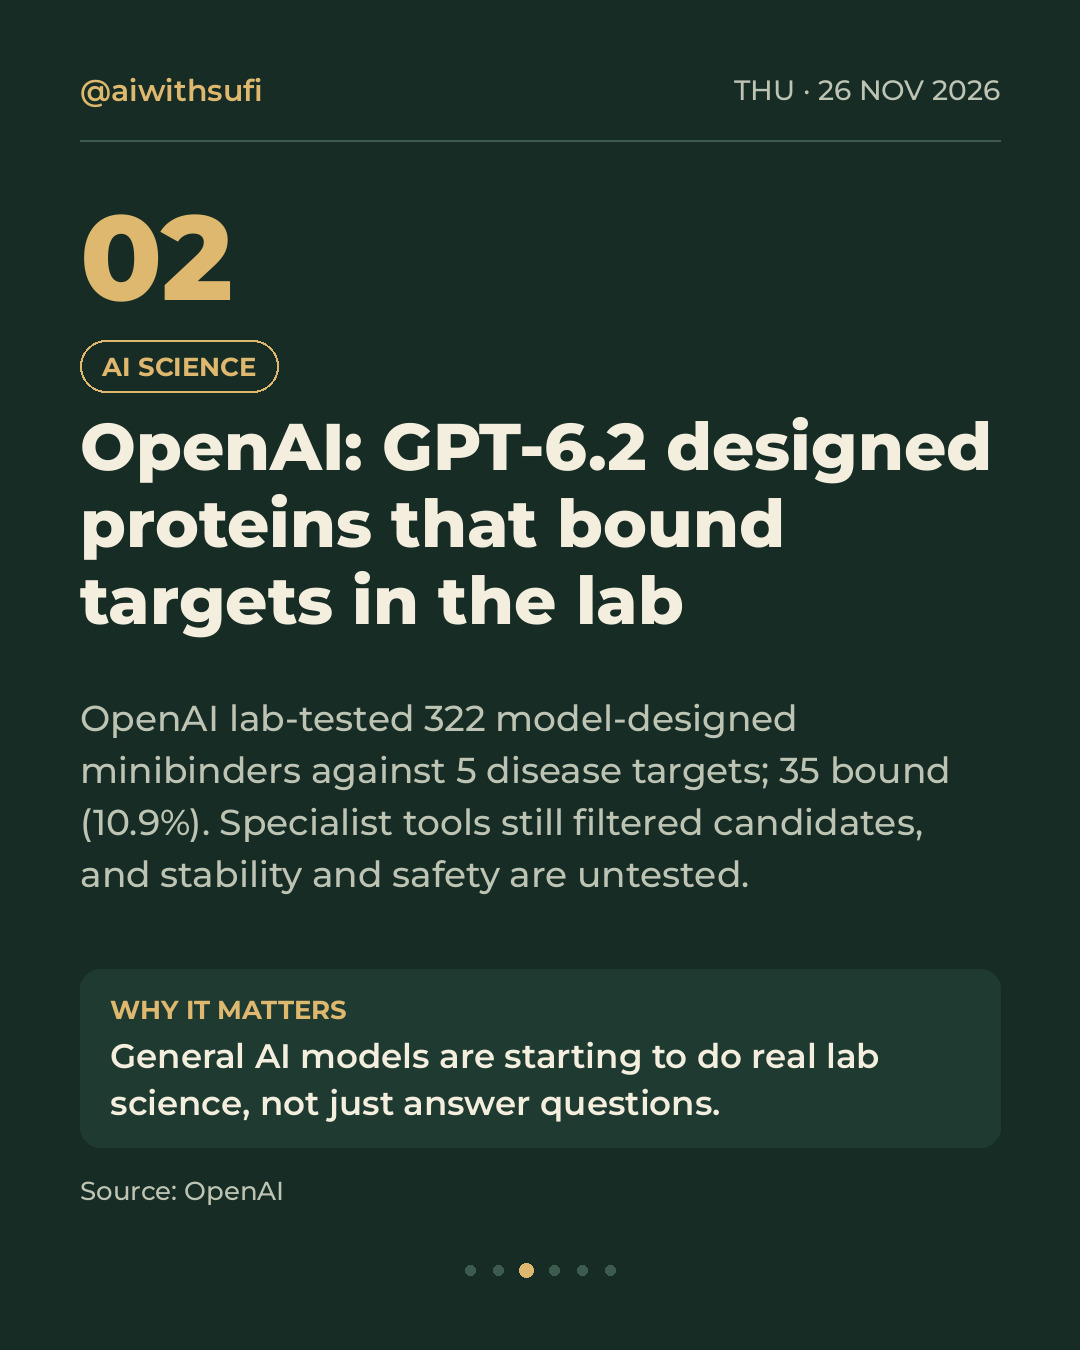 @aiwithsufi
THU · 26 NOV 2026
02
AI SCIENCE
OpenAI: GPT-6.2 designed
proteins that bound
targets in the lab
OpenAI lab-tested 322 model-designed
minibinders against 5 disease targets; 35 bound
(10.9%). Specialist tools still filtered candidates,
and stability and safety are untested.
WHY IT MATTERS
General AI models are starting to do real lab
science, not just answer questions.
Source: OpenAI